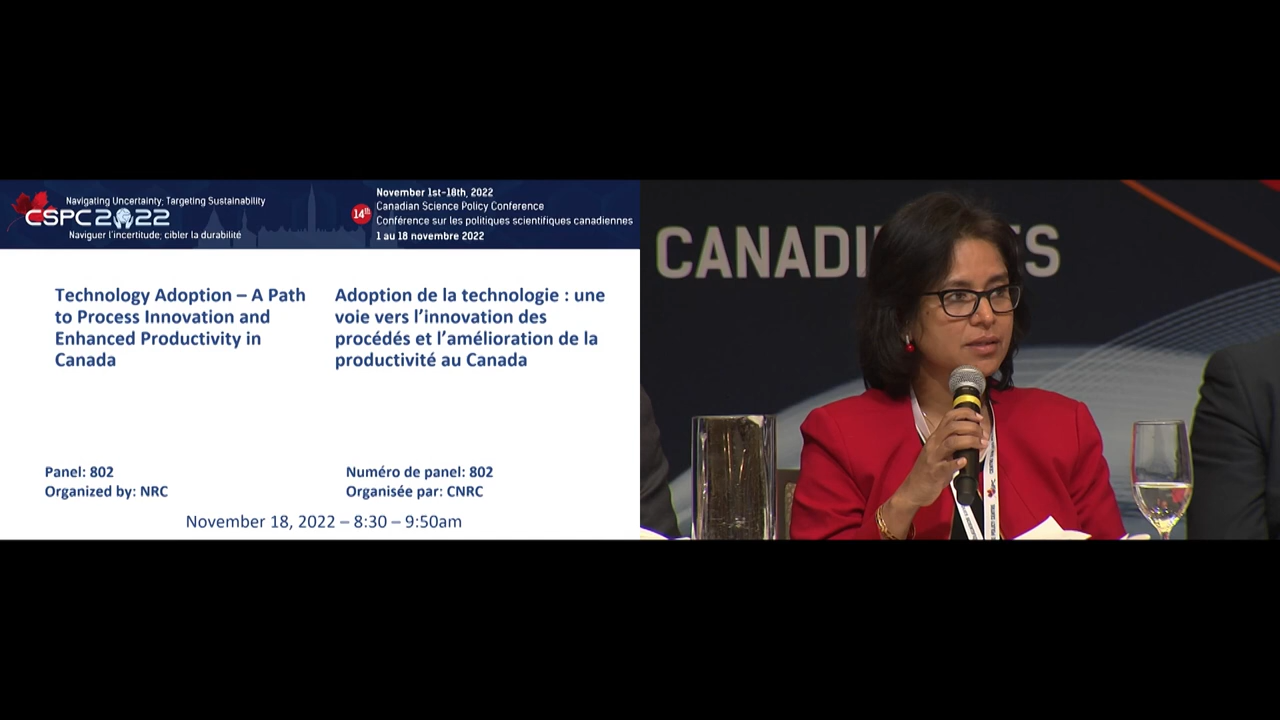 Navigating Uncertainty; Targeting Sustainability
CSPC2022
Naviguer l'incertitude; cibler la durabilité
14th
November 1st-18th, 2022
Canadian Science Policy Conference
Conférence sur les politiques scientifiques canadiennes
1 au 18 novembre 2022
Technology Adoption – A Path
to Process Innovation and
Enhanced Productivity in
Canada
Adoption de la technologie : une
voie vers l'innovation des
procédés et l'amélioration de la
productivité au Canada
Panel: 802
Organized by: NRC
Numéro de panel: 802
Organisée par: CNRC
November 18, 2022 – 8:30 – 9:50am